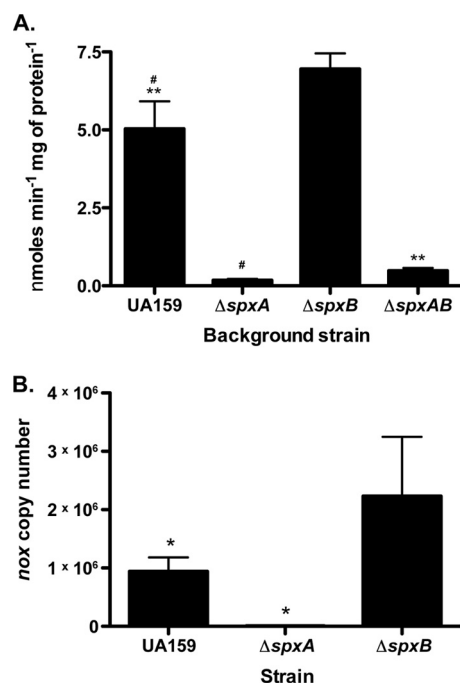 A.
nmoles min⁻¹ mg of protein⁻¹
7.5
5.0
2.5
0.0
#
**
#
**
UA159 ΔspxA ΔspxB ΔspxAB
Background strain
B.
nox copy number
4 × 10⁶
3 × 10⁶
2 × 10⁶
1 × 10⁶
0
*
*
UA159 ΔspxA ΔspxB
Strain